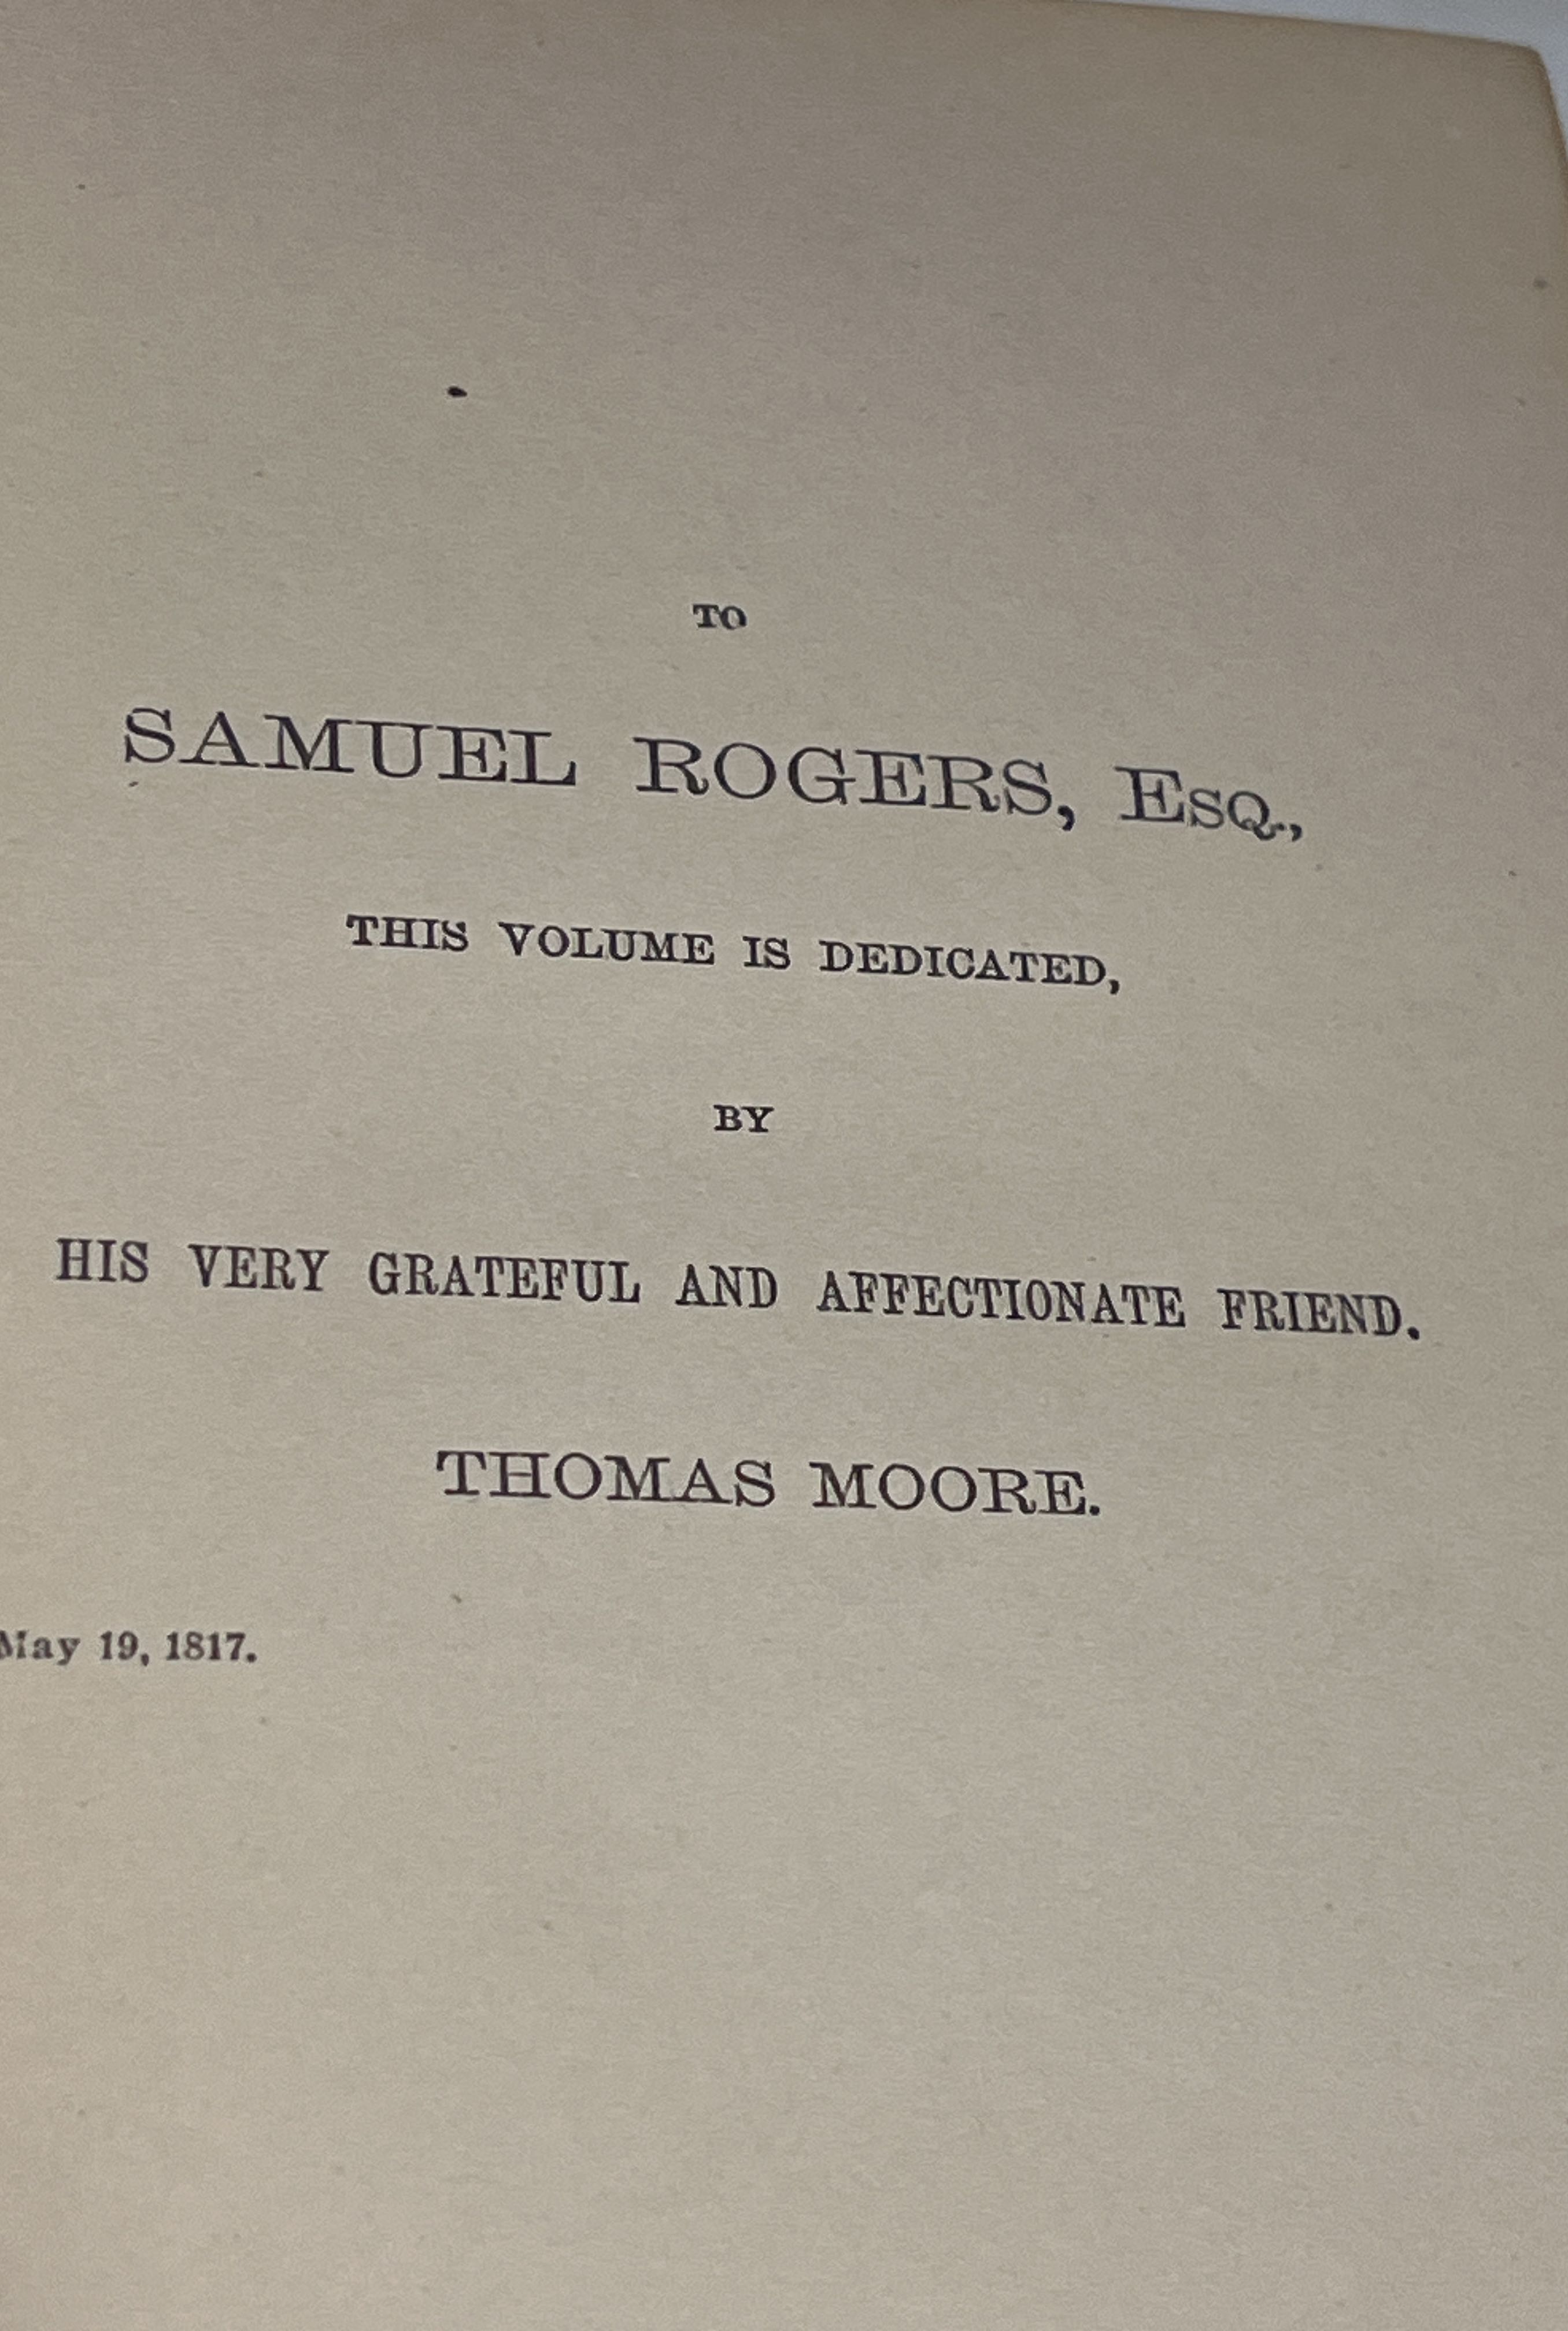 TO
SAMUEL ROGERS, ESQ.,
THIS VOLUME IS DEDICATED,
BY
HIS VERY GRATEFUL AND AFFECTIONATE FRIEND.
THOMAS MOORE.
May 19, 1817.